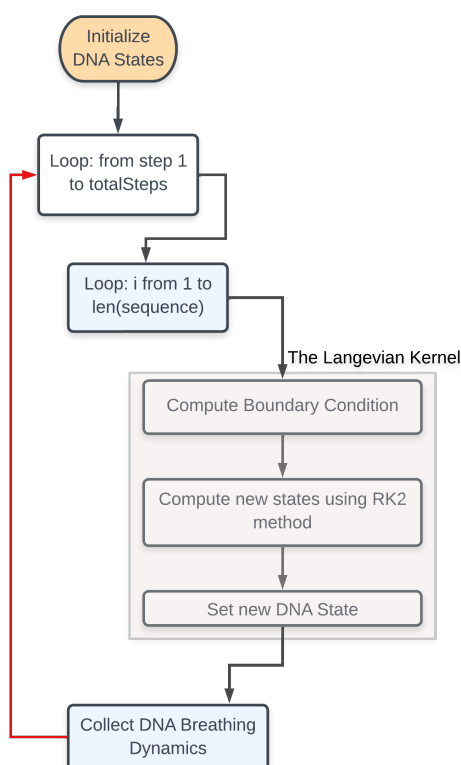 Initialize
DNA States
Loop: from step 1
to totalSteps
Loop: i from 1 to
len(sequence)
The Langevian Kernel
Compute Boundary Condition
Compute new states using RK2
method
Set new DNA State
Collect DNA Breathing
Dynamics